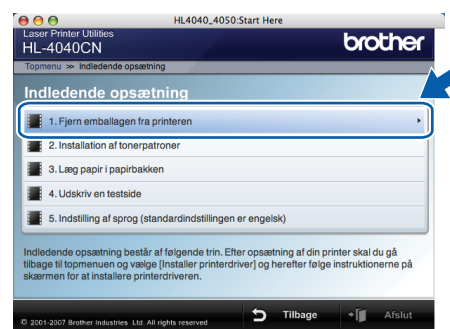 HL4040_4050:Start Here
Laser Printer Utilities
HL-4040CN
brother
Topmenu >> Indledende opsætning
Indledende opsætning
1. Fjern emballagen fra printeren
2. Installation af tonerpatroner
3. Læg papir i papirbakken
4. Udskriv en testside
5. Indstilling af sprog (standardindstillingen er engelsk)
Indledende opsætning består af følgende trin. Efter opsætning af din printer skal du gå
tilbage til topmenuen og vælge [Installer printerdriver] og herefter følge instruktionerne på
skærmen for at installere printerdriveren.
© 2001-2007 Brother Industries Ltd. All rights reserved
Tilbage
Afslut